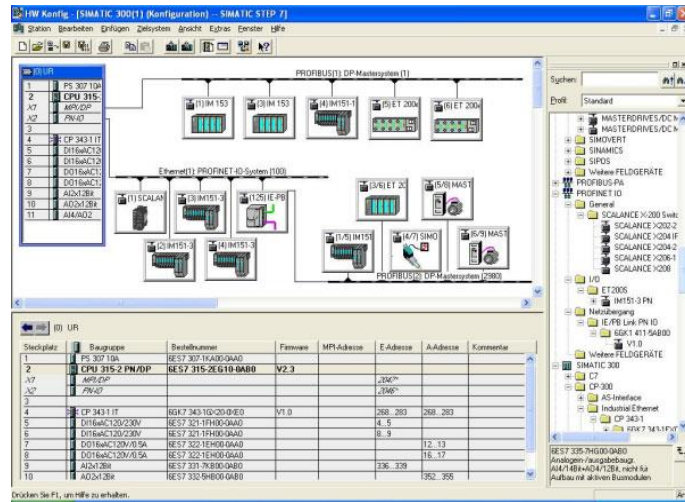 HW Konfig - [SIMATIC 300(1) (Konfiguration) -- SIMATIC STEP 7]
Station Bearbeiten Einfügen Zielsystem Ansicht Extras Fenster Hilfe
(0) UR
1 PS 307 10A
2 CPU 315-
X1 MPI/DP
X2 PN-IO
3
4 CP 343-1 IT
5 DI16xAC12
6 DI16xAC12
7 DO16xAC1
8 DO16xAC1
9 AI2x12Bit
10 AO2x12Bit
11 AI4/AO2
PROFIBUS(1): DP-Mastersystem (1)
(1) IM 153
(3) IM 153
(4) IM151-1
(5) ET 200
(6) ET 200
Ethernet(1): PROFINET-IO-System (100)
(1) SCALAN
(3) IM151-3
(125) IE-PB
(2) IM151-3
(4) IM151-3
(3/6) ET 20
(5/8) MAST
(1/5) IM151
(4/7) SIMO
(6/9) MAST
PROFIBUS(2): DP-Mastersystem (2980)
Suchen:
Profil: Standard
MASTERDRIVES/DC M
MASTERDRIVES/DC M
SIMOVERT
SINAMICS
SIPOS
Weitere FELDGERÄTE
PROFIBUS-PA
PROFINET IO
General
SCALANCE X-200 Switc
SCALANCE X202-2
SCALANCE X204 IF
SCALANCE X204-2
SCALANCE X206-1
SCALANCE X208
I/O
ET200S
IM151-3 PN
Netzübergang
IE/PB Link PN IO
6GK1 411-5AB00
V1.0
Weitere FELDGERÄTE
SIMATIC 300
C7
CP-300
AS-Interface
Industrial Ethernet
CP 343-1
(0) UR
Steckplatz Baugruppe Bestellnummer Firmware MPI-Adresse E-Adresse A-Adresse Kommentar
1 PS 307 10A 6ES7 307-1KA00-0AA0
2 CPU 315-2 PN/DP 6ES7 315-2EG10-0AB0 V2.3
X1 MPI/DP 2047*
X2 PN-IO 2046*
3
4 CP 343-1 IT 6GK7 343-1GX20-0XE0 V1.0 268...283 268...283
5 DI16xAC120/230V 6ES7 321-1FH00-0AA0 4...5
6 DI16xAC120/230V 6ES7 321-1FH00-0AA0 8...9
7 DO16xAC120V/0.5A 6ES7 322-1EH00-0AA0 12...13
8 DO16xAC120V/0.5A 6ES7 322-1EH00-0AA0 16...17
9 AI2x12Bit 6ES7 331-7KB00-0AB0 336...339
10 AO2x12Bit 6ES7 332-5HB00-0AB0 352...355
6ES7 335-7HG00-0AB0
Analogein-/ausgabebaugr.
AI4/14Bit+AO4/12Bit, nicht für
Aufbau mit aktiven Busmodulen
Drücken Sie F1, um Hilfe zu erhalten.